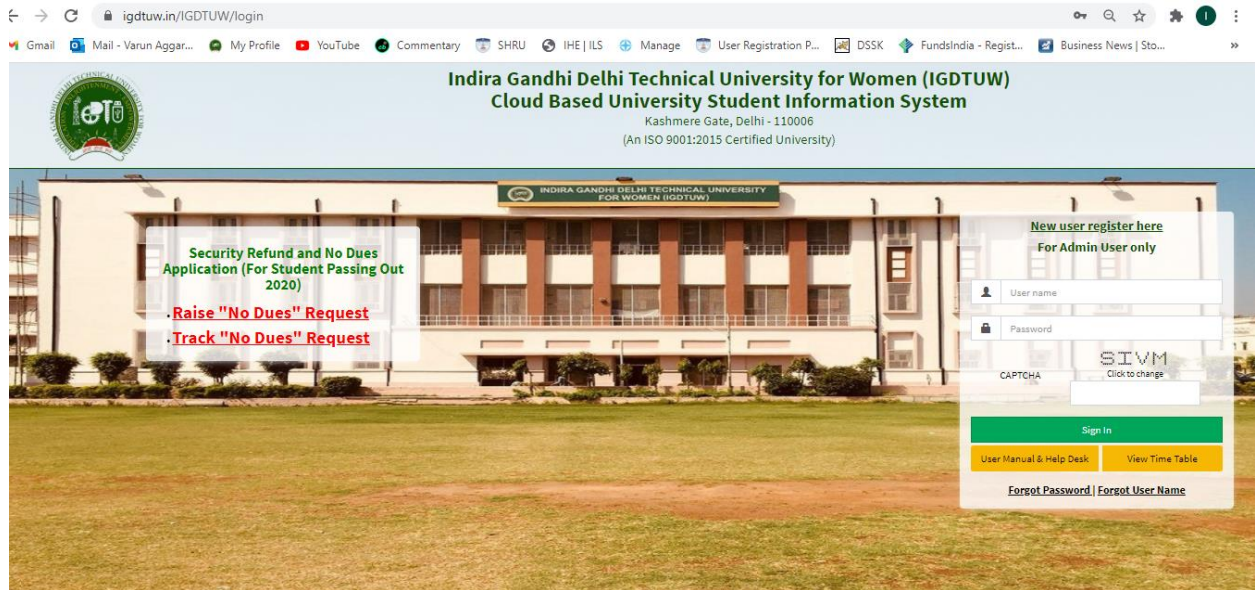 igdtuw.in/IGDTUW/login
Gmail Mail - Varun Aggar... My Profile YouTube Commentary SHRU IHE | ILS Manage User Registration P... DSSK FundsIndia - Regist... Business News | Sto... »
Indira Gandhi Delhi Technical University for Women (IGDTUW)
Cloud Based University Student Information System
Kashmere Gate, Delhi - 110006
(An ISO 9001:2015 Certified University)
INDIRA GANDHI DELHI TECHNICAL UNIVERSITY
FOR WOMEN (IGDTUW)
Security Refund and No Dues
Application (For Student Passing Out
2020)
Raise "No Dues" Request
Track "No Dues" Request
New user register here
For Admin User only
User name
Password
SIVM
CAPTCHA Click to change
Sign In
User Manual & Help Desk View Time Table
Forgot Password | Forgot User Name